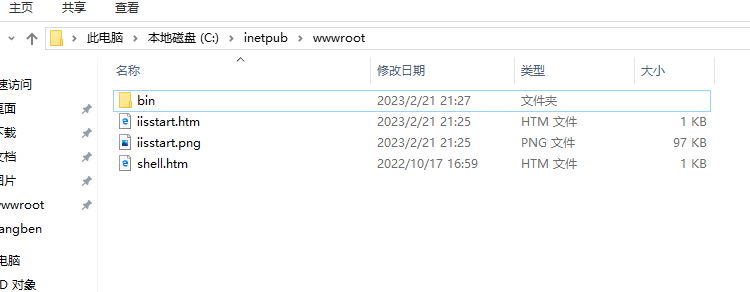 主页 共享 查看
此电脑 本地磁盘 (C:) inetpub wwwroot
名称 修改日期 类型 大小
速访问
桌面
下载
文档
图片
wwwroot
angben
电脑
D 对象
bin 2023/2/21 21:27 文件夹
iisstart.htm 2023/2/21 21:25 HTM 文件 1 KB
iisstart.png 2023/2/21 21:25 PNG 文件 97 KB
shell.htm 2022/10/17 16:59 HTM 文件 1 KB